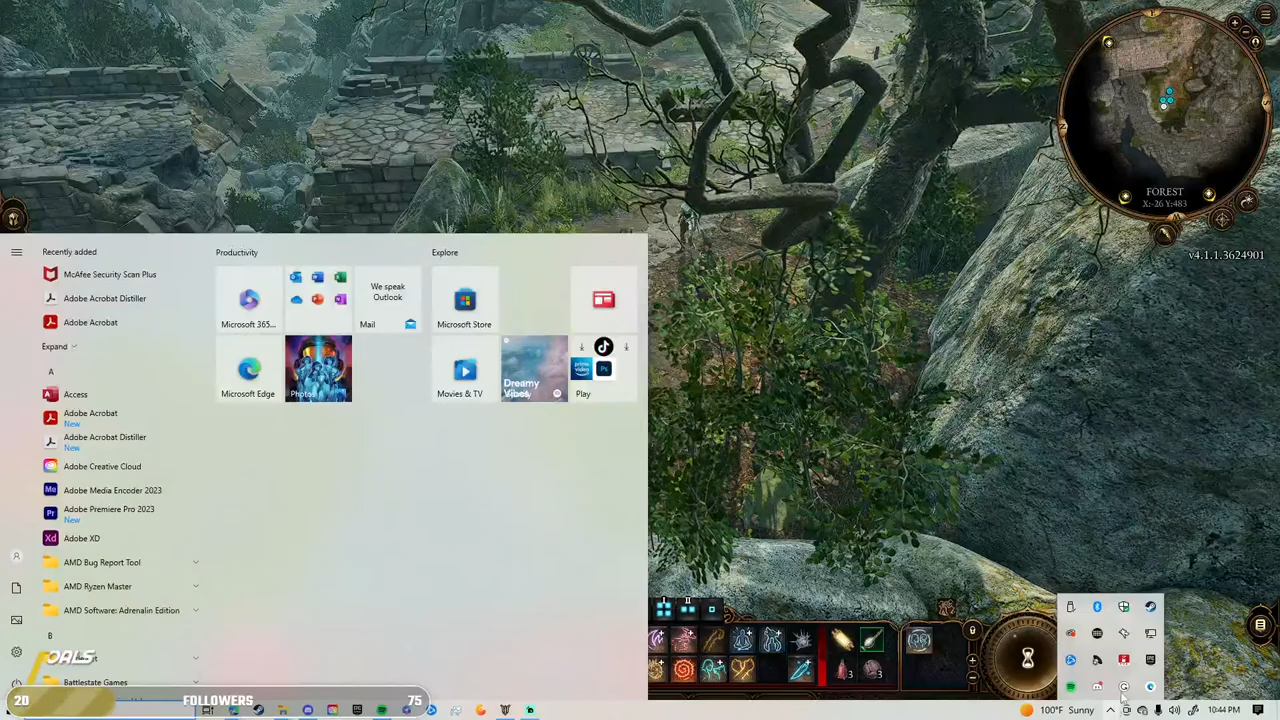 Recently added
McAfee Security Scan Plus
Adobe Acrobat Distiller
Adobe Acrobat
Expand
A
Access
Adobe Acrobat
New
Adobe Acrobat Distiller
New
Adobe Creative Cloud
Adobe Media Encoder 2023
Adobe Premiere Pro 2023
New
Adobe XD
AMD Bug Report Tool
AMD Ryzen Master
AMD Software: Adrenalin Edition
B
Battlestate Games
Productivity
Microsoft 365...
We speak
Outlook
Mail
Microsoft Edge
Photos
Explore
Microsoft Store
Movies & TV
Dreamy
Vibes
Play
FOREST
X:-26 Y:483
v4.1.1.3624901
I
II
3
3
OALS
20
FOLLOWERS
75
100°F Sunny
10:44 PM